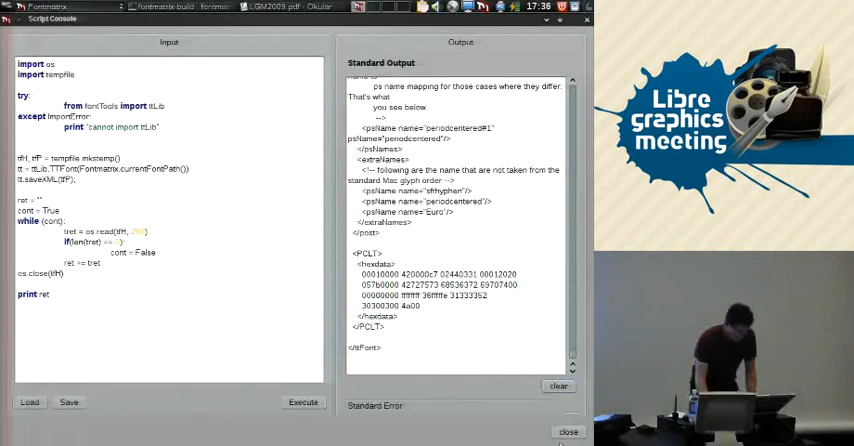 Fontmatrix
fontmatrix-build fontmat:
LGM2009.pdf - Okular
17:36
Script Console
Input
Output
import os
import tempfile
try:
from fontTools import ttLib
except ImportError:
print "cannot import ttLib"
tfH, tfP = tempfile mkstemp()
tt = ttLib.TTFont(Fontmatrix.currentFontPath())
tt.saveXML(tfP);
ret = ""
cont = True
while (cont):
tret = os read(tfH, 256)
if(len(tret) == 0):
cont = False
ret += tret
os.close(tfH)
print ret
Load
Save
Execute
Standard Output
ps name mapping for those cases where they differ.
That's what
you see below.
-->
<psName name="periodcentered#1"
psName="periodcentered"/>
</psNames>
<extraNames>
<!-- following are the name that are not taken from the
standard Mac glyph order -->
<psName name="sfthyphen"/>
<psName name="periodcentered"/>
<psName name="Euro"/>
</extraNames>
</post>
<PCLT>
<hexdata>
00010000 420000c7 02440331 00012020
057b0000 42727573 68536372 69707400
00000000 ffffffff 36fffffe 31333352
30300300 4a00
</hexdata>
</PCLT>
</ttFont>
clear
Standard Error:
close
Libre
graphics
meeting